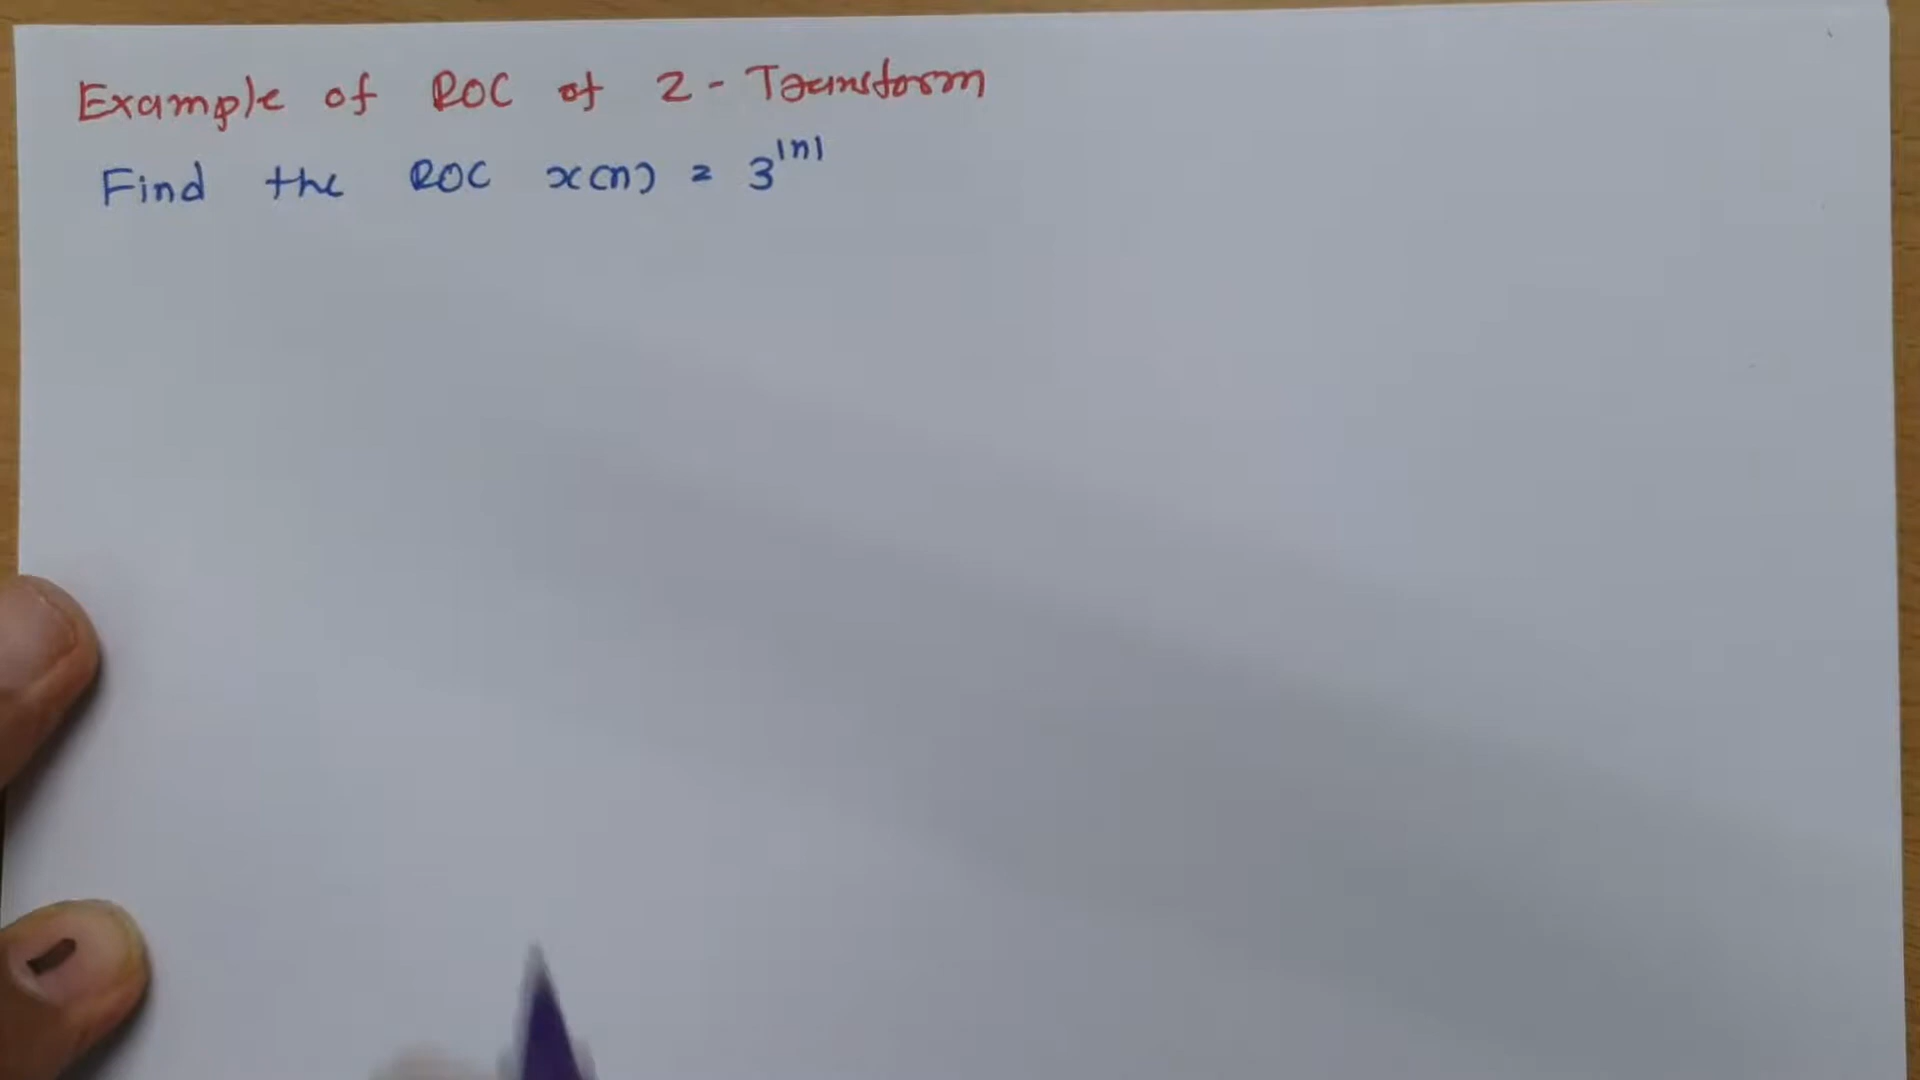 Example of ROC of Z-Transform
Find the ROC x(n) = 3^|n|